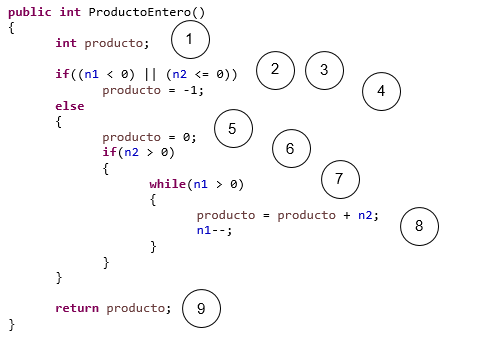 public int ProductoEntero()
{
int producto; 1
if((n1 < 0) || (n2 <= 0)) 2 3
producto = -1; 4
else
{
producto = 0; 5
if(n2 > 0) 6
{
while(n1 > 0) 7
{
producto = producto + n2; 8
n1--;
}
}
}
return producto; 9
}